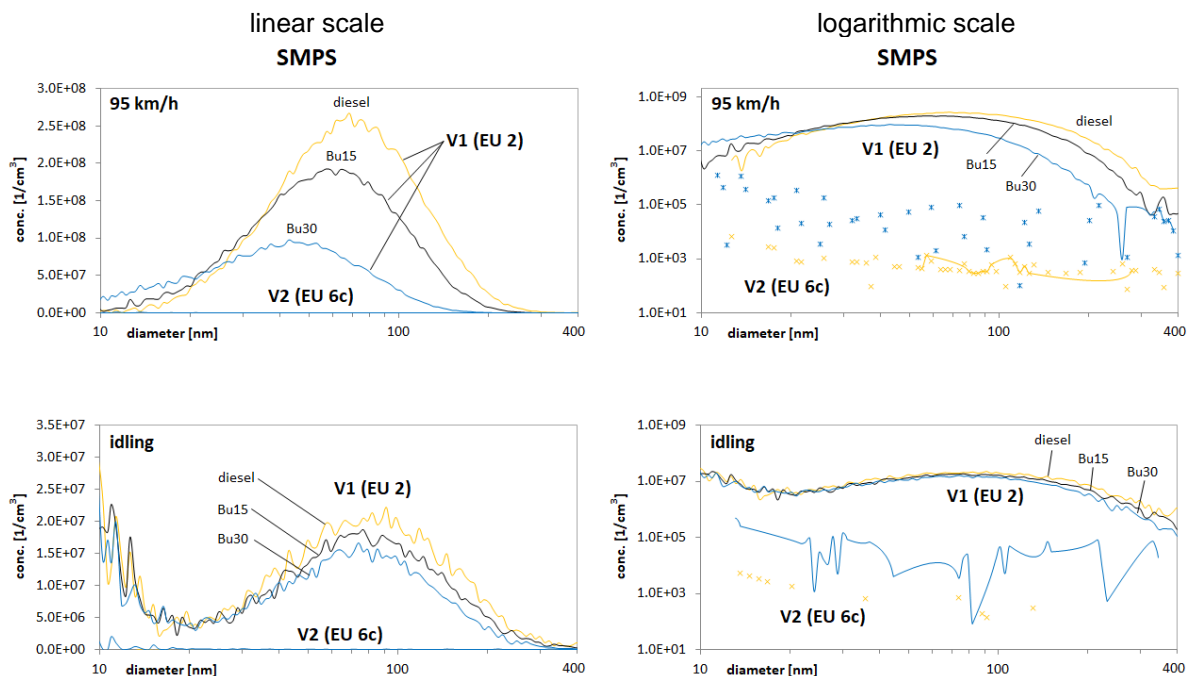 linear scale
SMPS
3.0E+08
2.5E+08
2.0E+08
1.5E+08
1.0E+08
5.0E+07
0.0E+00
conc. [1/cm³]
95 km/h
diesel
V1 (EU 2)
Bu15
Bu30
V2 (EU 6c)
10
diameter [nm]
100
400
logarithmic scale
SMPS
1.0E+09
1.0E+07
1.0E+05
1.0E+03
1.0E+01
conc. [1/cm³]
95 km/h
diesel
V1 (EU 2)
Bu15
Bu30
V2 (EU 6c)
10
diameter [nm]
100
400
3.5E+07
3.0E+07
2.5E+07
2.0E+07
1.5E+07
1.0E+07
5.0E+06
0.0E+00
conc. [1/cm³]
idling
diesel
V1 (EU 2)
Bu15
Bu30
V2 (EU 6c)
10
diameter [nm]
100
400
1.0E+09
1.0E+07
1.0E+05
1.0E+03
1.0E+01
conc. [1/cm³]
idling
diesel
Bu15
Bu30
V1 (EU 2)
V2 (EU 6c)
10
diameter [nm]
100
400